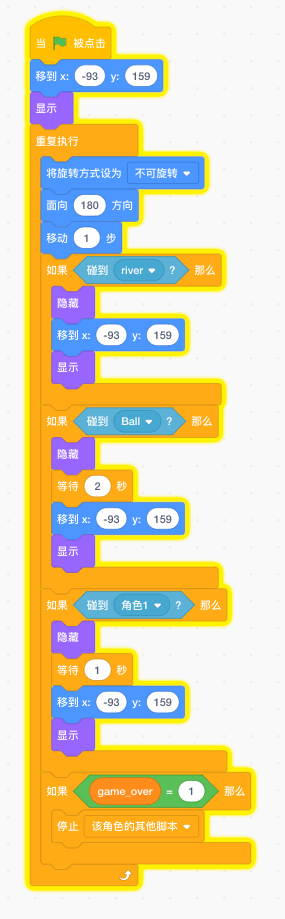 当 被点击
移到 x: -93 y: 159
显示
重复执行
将旋转方式设为 不可旋转
面向 180 方向
移动 1 步
如果 碰到 river ? 那么
隐藏
移到 x: -93 y: 159
显示
如果 碰到 Ball ? 那么
隐藏
等待 2 秒
移到 x: -93 y: 159
显示
如果 碰到 角色1 ? 那么
隐藏
等待 1 秒
移到 x: -93 y: 159
显示
如果 game_over = 1 那么
停止 该角色的其他脚本